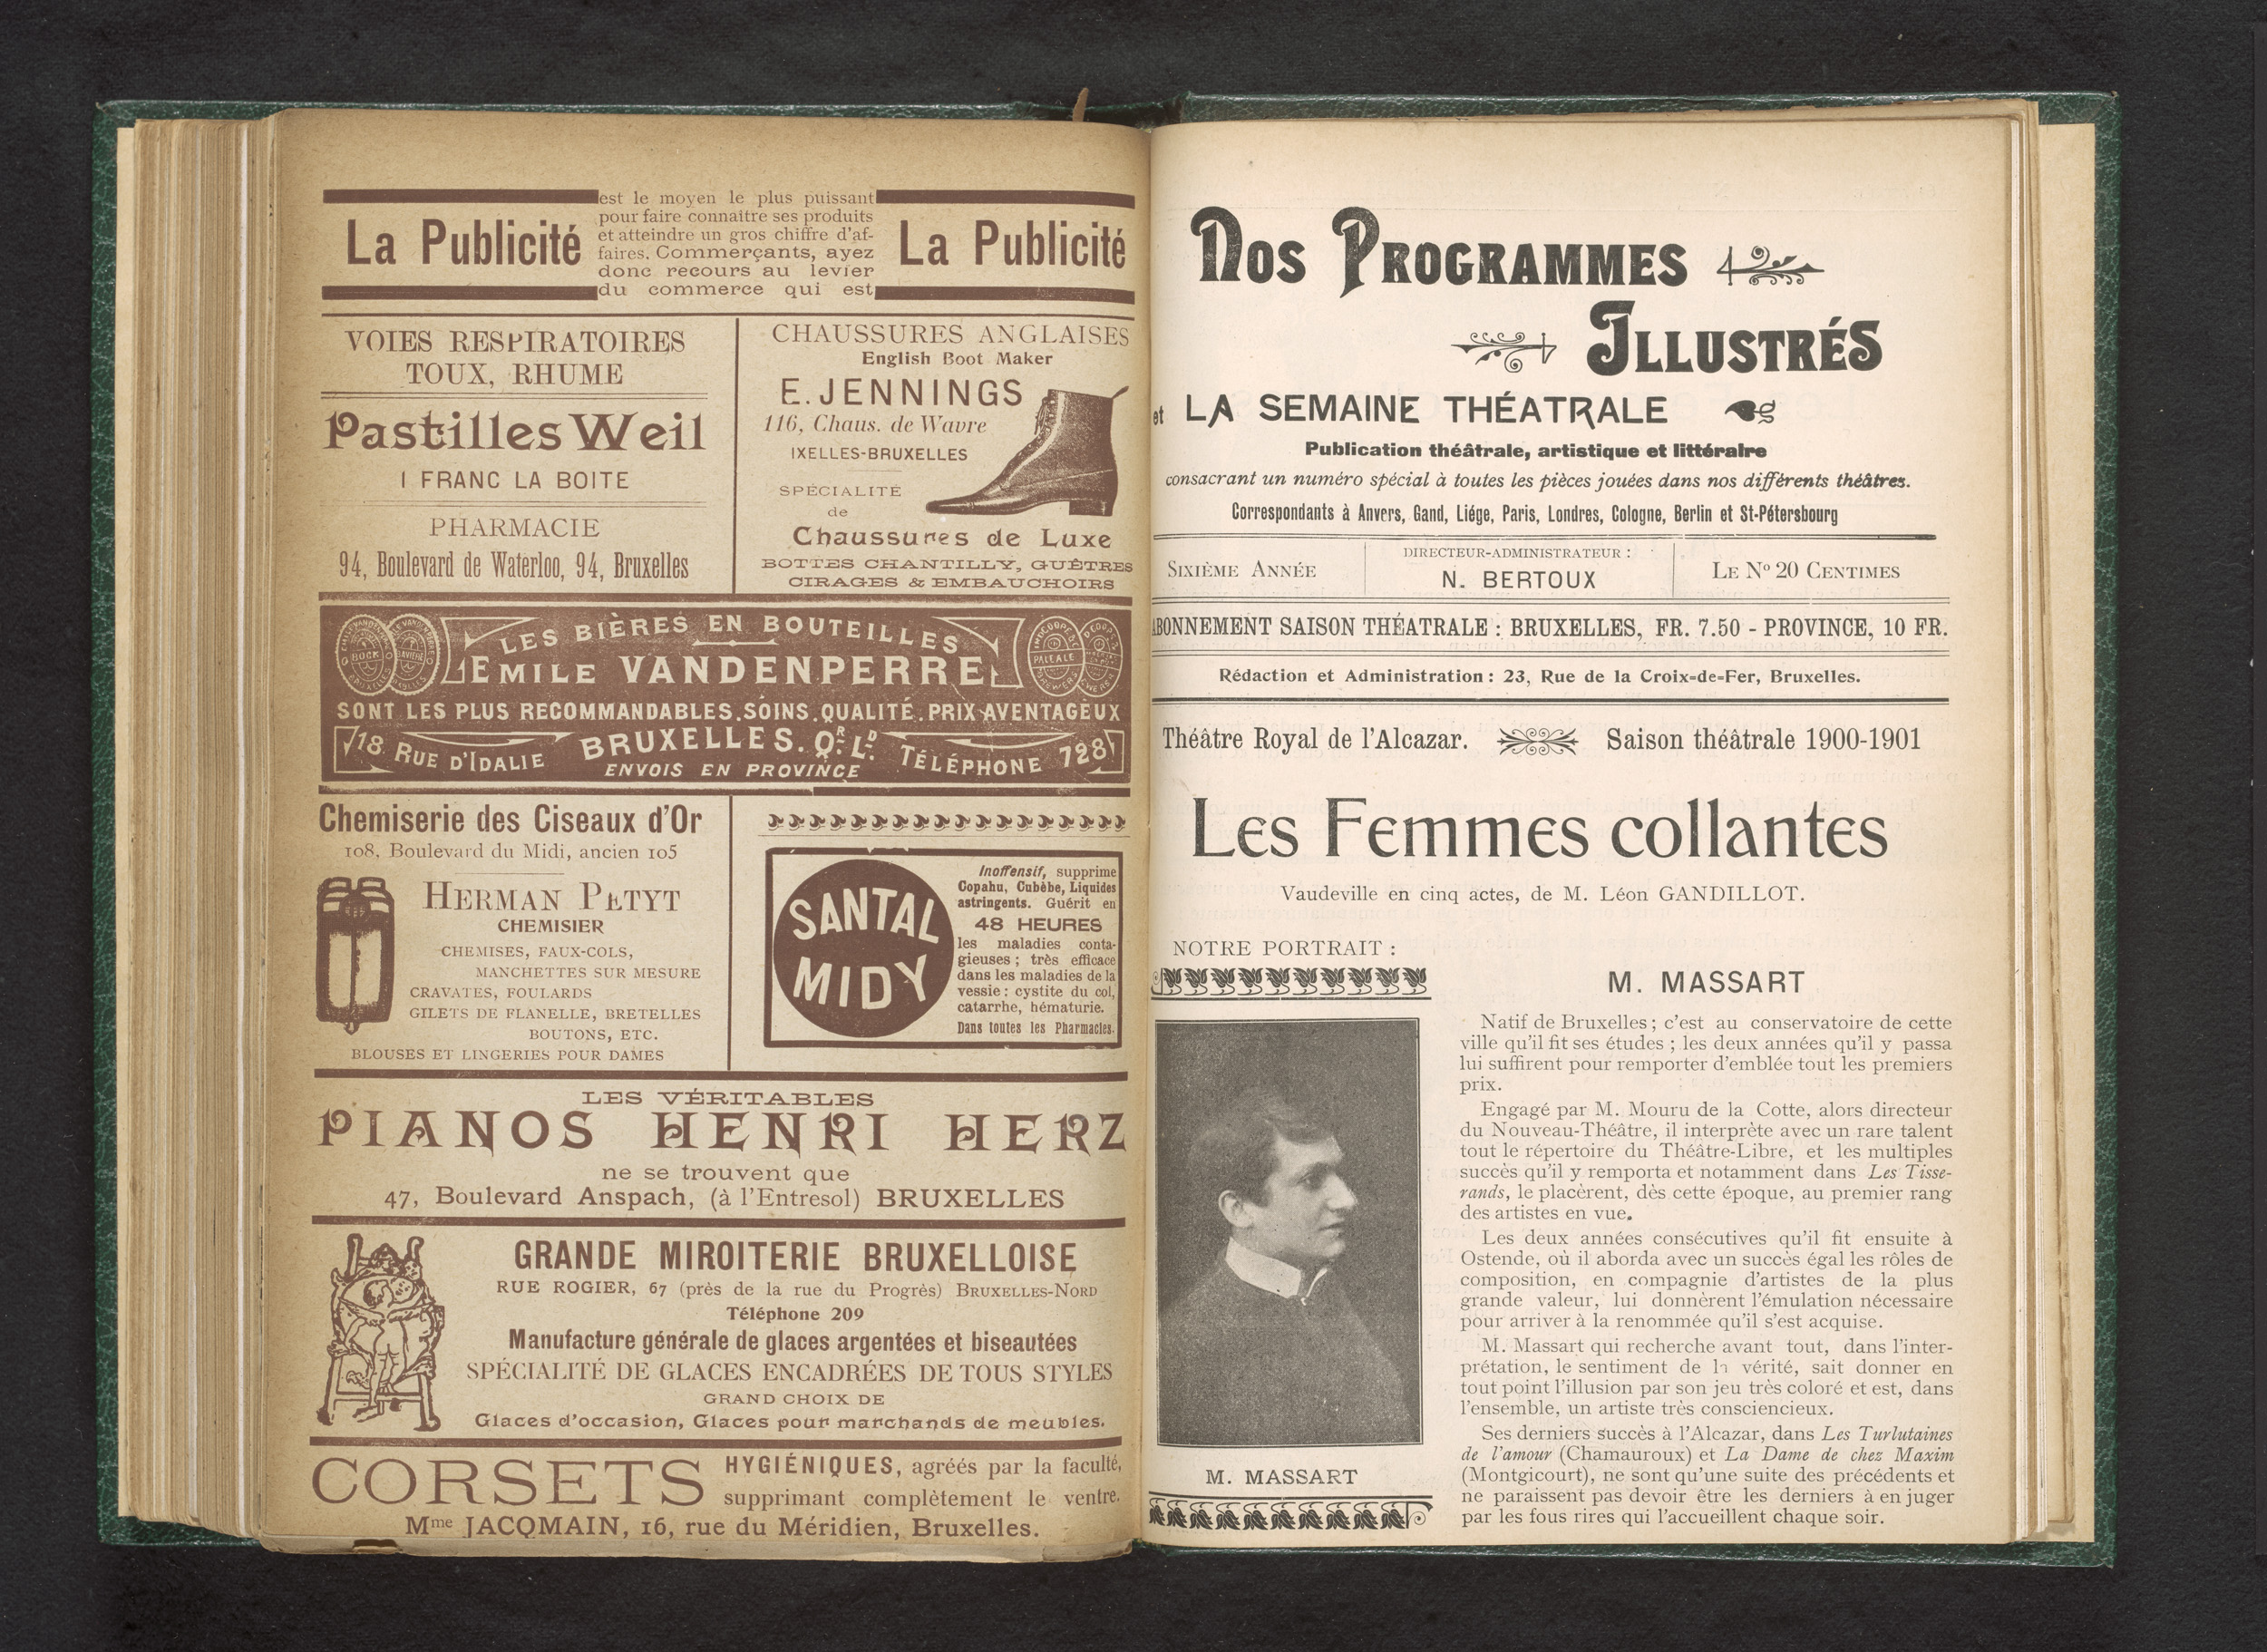 La Publicité
est le moyen le plus puissant
pour faire connaître ses produits
et atteindre un gros chiffre d'af-
faires. Commerçants, ayez
donc recours au levier
du commerce qui est
La Publicité
VOIES RESPIRATOIRES
TOUX, RHUME
Pastilles Weil
1 FRANC LA BOITE
PHARMACIE
94, Boulevard de Waterloo, 94, Bruxelles
CHAUSSURES ANGLAISES
English Boot Maker
E. JENNINGS
116, Chaus. de Wavre
IXELLES-BRUXELLES
SPÉCIALITÉ
de
Chaussures de Luxe
BOTTES CHANTILLY, GUÊTRES
CIRAGES & EMBAUCHOIRS
LES BIÈRES EN BOUTEILLES
EMILE VANDENPERRE
BOCK
BAVIÈRE
PALE ALE
SONT LES PLUS RECOMMANDABLES. SOINS. QUALITÉ. PRIX AVENTAGEUX
18 RUE D'IDALIE BRUXELLES. QR. LD. TÉLÉPHONE 728
ENVOIS EN PROVINCE
Chemiserie des Ciseaux d'Or
108, Boulevard du Midi, ancien 105
HERMAN PETYT
CHEMISIER
CHEMISES, FAUX-COLS,
MANCHETTES SUR MESURE
CRAVATES, FOULARDS
GILETS DE FLANELLE, BRETELLES
BOUTONS, ETC.
BLOUSES ET LINGERIES POUR DAMES
SANTAL
MIDY
Inoffensif, supprime
Copahu, Cubèbe, Liquides
astringents. Guérit en
48 HEURES
les maladies conta-
gieuses ; très efficace
dans les maladies de la
vessie : cystite du col,
catarrhe, hématurie.
Dans toutes les Pharmacies.
LES VÉRITABLES
PIANOS HENRI HERZ
ne se trouvent que
47, Boulevard Anspach, (à l'Entresol) BRUXELLES
GRANDE MIROITERIE BRUXELLOISE
RUE ROGIER, 67 (près de la rue du Progrès) BRUXELLES-NORD
Téléphone 209
Manufacture générale de glaces argentées et biseautées
SPÉCIALITÉ DE GLACES ENCADRÉES DE TOUS STYLES
GRAND CHOIX DE
Glaces d'occasion, Glaces pour marchands de meubles.
CORSETS
HYGIÉNIQUES, agréés par la faculté,
supprimant complètement le ventre.
Mme JACQMAIN, 16, rue du Méridien, Bruxelles.
Nos Programmes
Illustrés
et LA SEMAINE THÉATRALE
Publication théâtrale, artistique et littéraire
consacrant un numéro spécial à toutes les pièces jouées dans nos différents théâtres.
Correspondants à Anvers, Gand, Liége, Paris, Londres, Cologne, Berlin et St-Pétersbourg
SIXIÈME ANNÉE
DIRECTEUR-ADMINISTRATEUR :
N. BERTOUX
LE No 20 CENTIMES
ABONNEMENT SAISON THÉATRALE : BRUXELLES, FR. 7.50 - PROVINCE, 10 FR.
Rédaction et Administration : 23, Rue de la Croix-de-Fer, Bruxelles.
Théâtre Royal de l'Alcazar. Saison théâtrale 1900-1901
Les Femmes collantes
Vaudeville en cinq actes, de M. Léon GANDILLOT.
NOTRE PORTRAIT :
M. MASSART
M. MASSART
Natif de Bruxelles ; c'est au conservatoire de cette
ville qu'il fit ses études ; les deux années qu'il y passa
lui suffirent pour remporter d'emblée tout les premiers
prix.
Engagé par M. Mouru de la Cotte, alors directeur
du Nouveau-Théâtre, il interprète avec un rare talent
tout le répertoire du Théâtre-Libre, et les multiples
succès qu'il y remporta et notamment dans Les Tisse-
rands, le placèrent, dès cette époque, au premier rang
des artistes en vue.
Les deux années consécutives qu'il fit ensuite à
Ostende, où il aborda avec un succès égal les rôles de
composition, en compagnie d'artistes de la plus
grande valeur, lui donnèrent l'émulation nécessaire
pour arriver à la renommée qu'il s'est acquise.
M. Massart qui recherche avant tout, dans l'inter-
prétation, le sentiment de la vérité, sait donner en
tout point l'illusion par son jeu très coloré et est, dans
l'ensemble, un artiste très consciencieux.
Ses derniers succès à l'Alcazar, dans Les Turlutaines
de l'amour (Chamauroux) et La Dame de chez Maxim
(Montgicourt), ne sont qu'une suite des précédents et
ne paraissent pas devoir être les derniers à en juger
par les fous rires qui l'accueillent chaque soir.